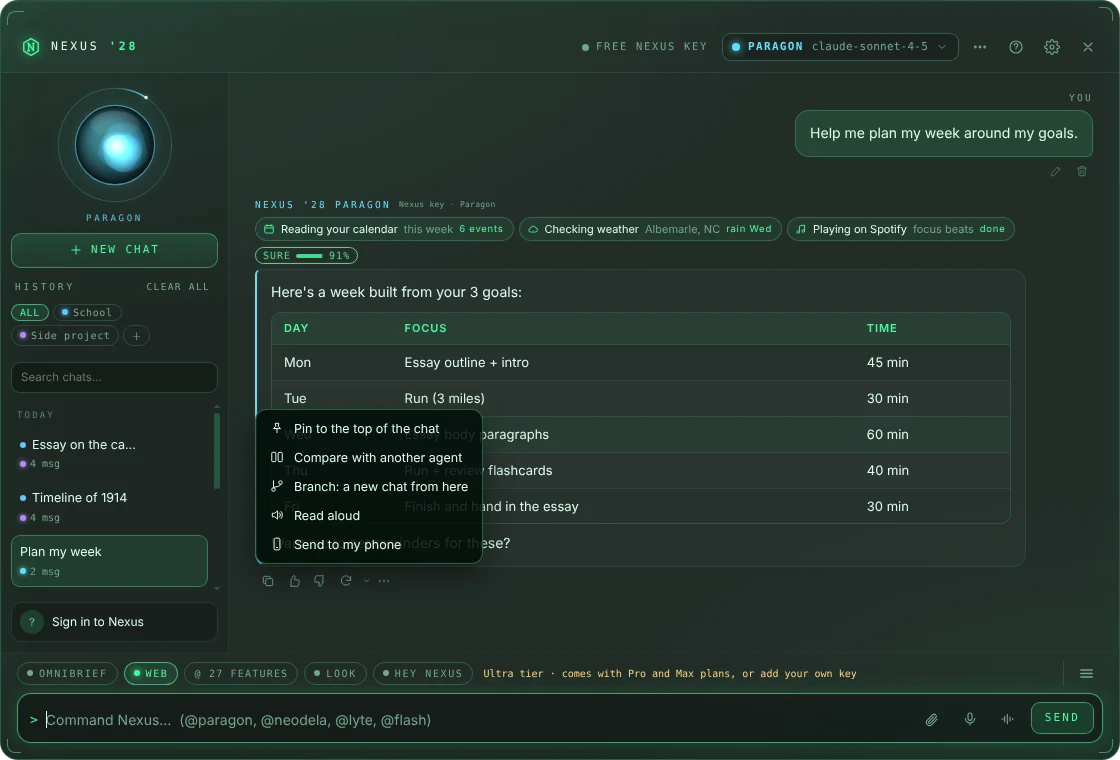 NEXUS '28
FREE NEXUS KEY
PARAGON claude-sonnet-4-5
PARAGON
+ NEW CHAT
HISTORY CLEAR ALL
ALL School
Side project +
Search chats...
TODAY
Essay on the ca...
4 msg
Timeline of 1914
4 msg
Plan my week
2 msg
? Sign in to Nexus
YOU
Help me plan my week around my goals.
NEXUS '28 PARAGON Nexus key · Paragon
Reading your calendar this week 6 events
Checking weather Albemarle, NC rain Wed
Playing on Spotify focus beats done
SURE 91%
Here's a week built from your 3 goals:
DAY FOCUS TIME
Mon Essay outline + intro 45 min
Tue Run (3 miles) 30 min
Wed Essay body paragraphs 60 min
Thu Run + review flashcards 40 min
Fri Finish and hand in the essay 30 min
for these?
Pin to the top of the chat
Compare with another agent
Branch: a new chat from here
Read aloud
Send to my phone
OMNIBRIEF WEB @ 27 FEATURES LOOK HEY NEXUS Ultra tier · comes with Pro and Max plans, or add your own key
> Command Nexus... (@paragon, @neodela, @lyte, @flash)
SEND